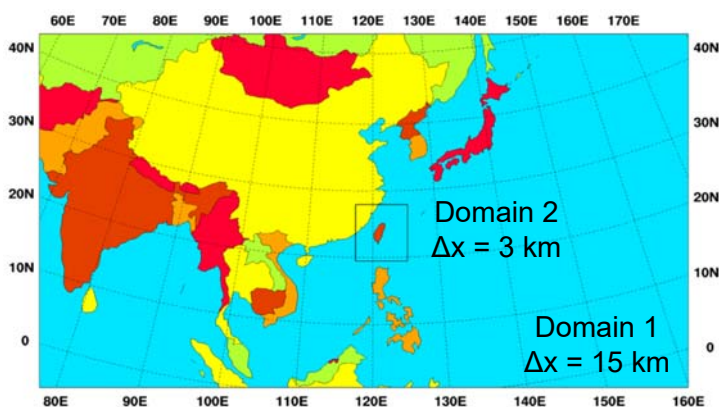 60E 70E 80E 90E 100E 110E 120E 130E 140E 150E 160E 170E
40N 40N
30N 30N
20N 20N
Domain 2
Δx = 3 km
10N 10N
Domain 1
0 0
Δx = 15 km
80E 90E 100E 110E 120E 130E 140E 150E 160E